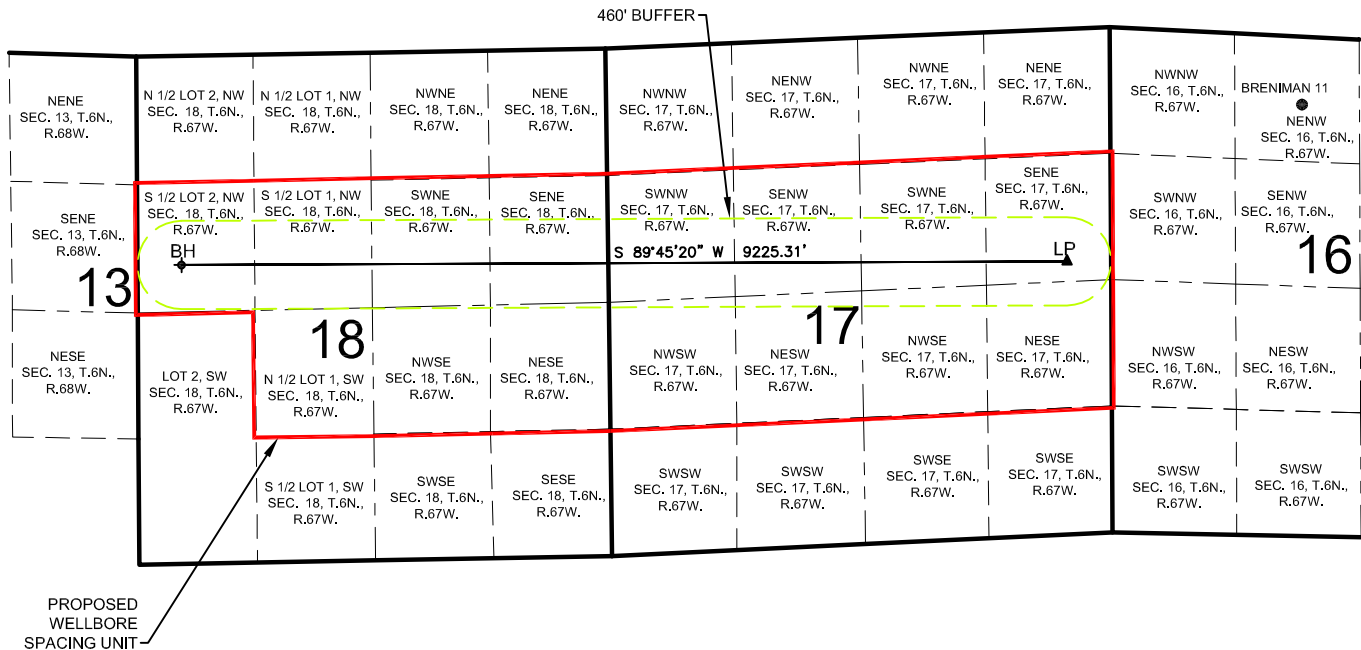 460' BUFFER
NENE
SEC. 13, T.6N.,
R.68W.
N 1/2 LOT 2, NW
SEC. 18, T.6N.,
R.67W.
N 1/2 LOT 1, NW
SEC. 18, T.6N.,
R.67W.
NWNE
SEC. 18, T.6N.,
R.67W.
NENE
SEC. 18, T.6N.,
R.67W.
NWNW
SEC. 17, T.6N.,
R.67W.
NENW
SEC. 17, T.6N.,
R.67W.
NWNE
SEC. 17, T.6N.,
R.67W.
NENE
SEC. 17, T.6N.,
R.67W.
NWNW
SEC. 16, T.6N.,
R.67W.
BRENIMAN 11
NENW
SEC. 16, T.6N.,
R.67W.
SENE
SEC. 13, T.6N.,
R.68W.
S 1/2 LOT 2, NW
SEC. 18, T.6N.,
R.67W.
S 1/2 LOT 1, NW
SEC. 18, T.6N.,
R.67W.
SWNE
SEC. 18, T.6N.,
R.67W.
SENE
SEC. 18, T.6N.,
R.67W.
SWNW
SEC. 17, T.6N.,
R.67W.
SENW
SEC. 17, T.6N.,
R.67W.
SWNE
SEC. 17, T.6N.,
R.67W.
SENE
SEC. 17, T.6N.,
R.67W.
SWNW
SEC. 16, T.6N.,
R.67W.
SENW
SEC. 16, T.6N.,
R.67W.
BH
S 89°45'20" W 9225.31'
LP
13
18
17
16
NESE
SEC. 13, T.6N.,
R.68W.
LOT 2, SW
SEC. 18, T.6N.,
R.67W.
N 1/2 LOT 1, SW
SEC. 18, T.6N.,
R.67W.
NWSE
SEC. 18, T.6N.,
R.67W.
NESE
SEC. 18, T.6N.,
R.67W.
NWSW
SEC. 17, T.6N.,
R.67W.
NESW
SEC. 17, T.6N.,
R.67W.
NWSE
SEC. 17, T.6N.,
R.67W.
NESE
SEC. 17, T.6N.,
R.67W.
NWSW
SEC. 16, T.6N.,
R.67W.
NESW
SEC. 16, T.6N.,
R.67W.
S 1/2 LOT 1, SW
SEC. 18, T.6N.,
R.67W.
SWSE
SEC. 18, T.6N.,
R.67W.
SESE
SEC. 18, T.6N.,
R.67W.
SWSW
SEC. 17, T.6N.,
R.67W.
SWSW
SEC. 17, T.6N.,
R.67W.
SWSE
SEC. 17, T.6N.,
R.67W.
SWSE
SEC. 17, T.6N.,
R.67W.
SWSW
SEC. 16, T.6N.,
R.67W.
SWSW
SEC. 16, T.6N.,
R.67W.
PROPOSED
WELLBORE
SPACING UNIT